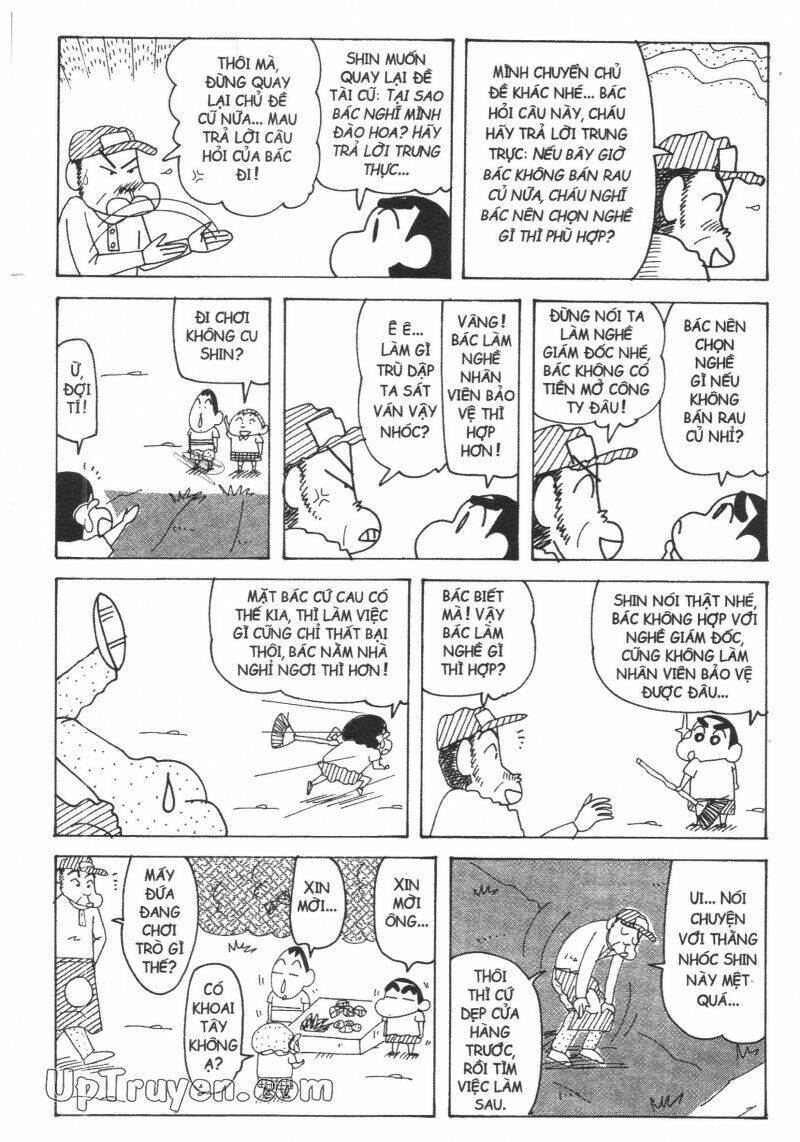 MÌNH CHUYỂN CHỦ
ĐỀ KHÁC NHÉ... BÁC
HỎI CÂU NÀY, CHÁU
HÃY TRẢ LỜI TRUNG
TRỰC: NẾU BÂY GIỜ
BÁC KHÔNG BÁN RAU
CỦ NỮA, CHÁU NGHĨ
BÁC NÊN CHỌN NGHỀ
GÌ THÌ PHÙ HỢP?
SHIN MUỐN
QUAY LẠI ĐỀ
TÀI CŨ: TẠI SAO
BÁC NGHĨ MÌNH
ĐÀO HOA? HÃY
TRẢ LỜI TRUNG
THỰC...
THÔI MÀ,
ĐỪNG QUAY
LẠI CHỦ ĐỀ
CŨ NỮA... MAU
TRẢ LỜI CÂU
HỎI CỦA BÁC
ĐI!
BÁC NÊN
CHỌN
NGHỀ
GÌ NẾU
KHÔNG
BÁN RAU
CỦ NHỈ?
ĐỪNG NÓI TA
LÀM NGHỀ
GIÁM ĐỐC NHÉ,
BÁC KHÔNG CÓ
TIỀN MỞ CÔNG
TY ĐÂU!
VÂNG!
BÁC LÀM
NGHỀ
NHÂN
VIÊN BẢO
VỆ THÌ
HỢP
HƠN!
Ê Ê...
LÀM GÌ
TRÙ DẬP
TA SÁT
VÁN VẬY
NHÓC?
ĐI CHƠI
KHÔNG CU
SHIN?
Ừ,
ĐỢI
TÍ!
SHIN NÓI THẬT NHÉ,
BÁC KHÔNG HỢP VỚI
NGHỀ GIÁM ĐỐC,
CŨNG KHÔNG LÀM
NHÂN VIÊN BẢO VỆ
ĐƯỢC ĐÂU...
BÁC BIẾT
MÀ! VẬY
BÁC LÀM
NGHỀ GÌ
THÌ HỢP?
MẶT BÁC CỨ CAU CÓ
THẾ KIA, THÌ LÀM VIỆC
GÌ CŨNG CHỈ THẤT BẠI
THÔI, BÁC NẰM NHÀ
NGHỈ NGƠI THÌ HƠN!
UI... NÓI
CHUYỆN
VỚI THẰNG
NHÓC SHIN
NÀY MỆT
QUÁ...
THÔI
THÌ CỨ
DẸP CỬA
HÀNG
TRƯỚC,
RỒI TÌM
VIỆC LÀM
SAU.
XIN
MỜI
ÔNG...
XIN
MỜI...
MẤY
ĐỨA
ĐANG
CHƠI
TRÒ GÌ
THẾ?
CÓ
KHOAI
TÂY
KHÔNG
Ạ?
UpTruyen.com